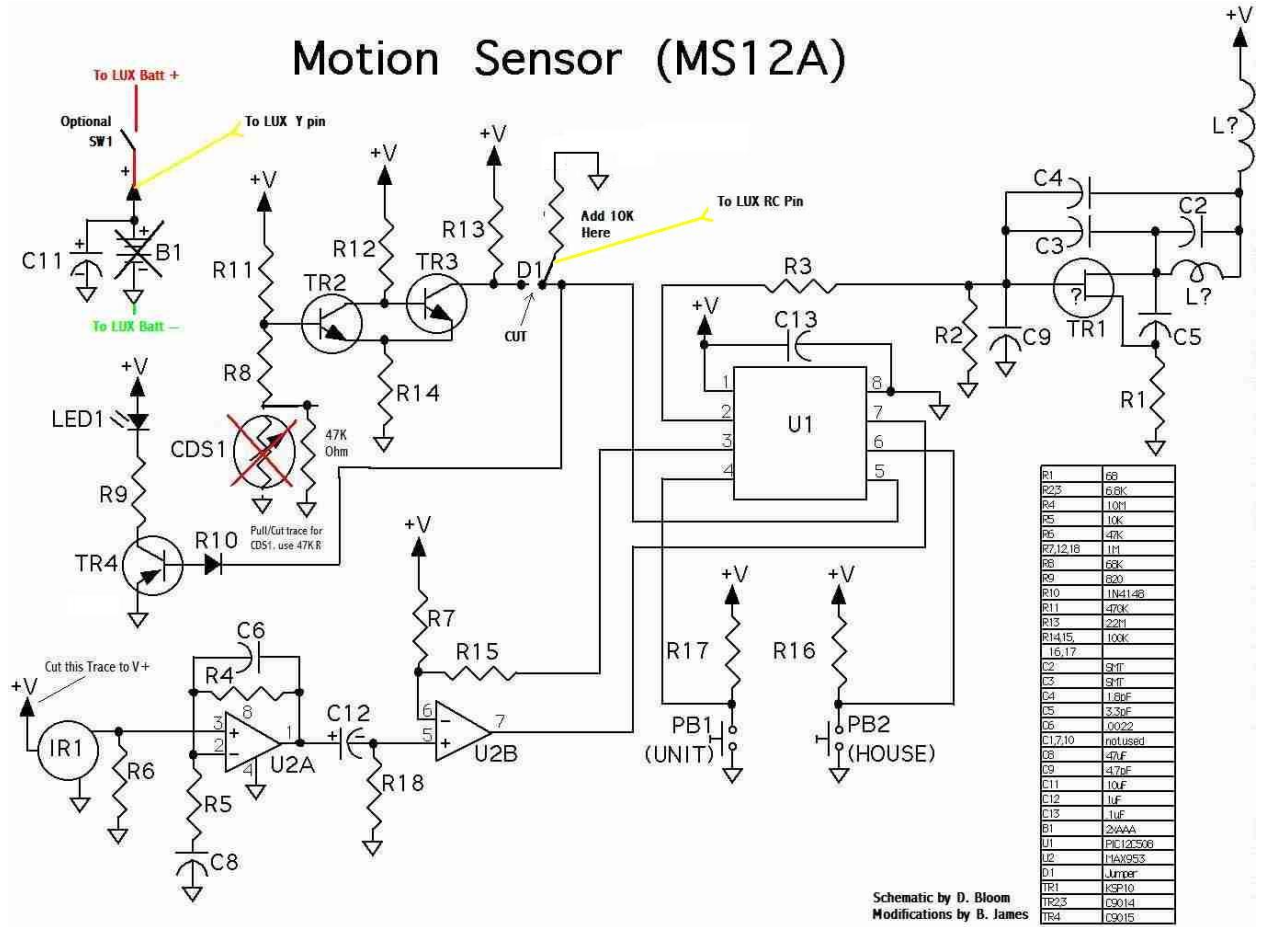 Motion Sensor (MS12A)
To LUX Batt +
Optional
SW1
To LUX Y pin
+
+
+
C11
-
B1
To LUX Batt -
+V
LED1
R9
TR4
R10
+V
R11
R8
CDS1
47K
Ohm
Pull/Cut trace for
CDS1. use 47K R
TR2
+V
R12
TR3
R14
+V
R13
D1
CUT
Add 10K
Here
To LUX RC Pin
R3
+V
C13
1
2
3
4
8
7
6
5
U1
+V
L?
C4
C3
C2
L?
?
TR1
R2
C9
C5
R1
Cut this Trace to V+
+V
IR1
R6
C6
R4
8
3
+
2
-
1
4
U2A
R5
C8
C12
+
-
R18
+V
R7
R15
6
-
5
+
7
U2B
+V
R17
PB1
(UNIT)
+V
R16
PB2
(HOUSE)
R1 68
R2,3 6.8K
R4 10M
R5 10K
R6 47K
R7,12,18 1M
R8 68K
R9 820
R10 1N4148
R11 470K
R13 22M
R14,15, 100K
16,17
C2 SMT
C3 SMT
C4 1.8pF
C5 3.3pF
C6 .0022
C1,7,10 not used
C8 47uF
C9 4.7pF
C11 10uF
C12 1uF
C13 .1uF
B1 2xAAA
U1 PIC12C508
U2 MAX953
D1 Jumper
TR1 KSP10
TR2,3 C9014
TR4 C9015
Schematic by D. Bloom
Modifications by B. James